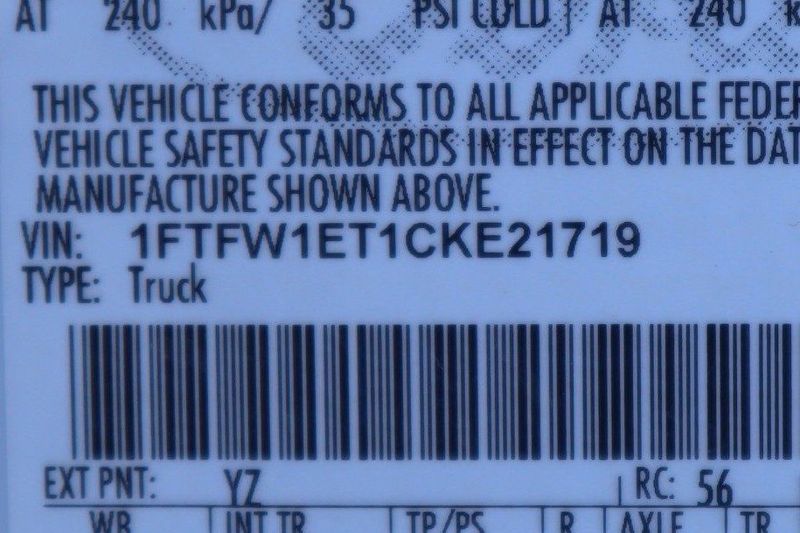 AT 240 kPa/ 35 PSI COLD AT 240
THIS VEHICLE CONFORMS TO ALL APPLICABLE FEDER
VEHICLE SAFETY STANDARDS IN EFFECT ON THE DAT
MANUFACTURE SHOWN ABOVE.
VIN: 1FTFW1ET1CKE21719
TYPE: Truck
EXT PNT: YZ RC: 56
WB INT TR TP/PS R AXLE TR